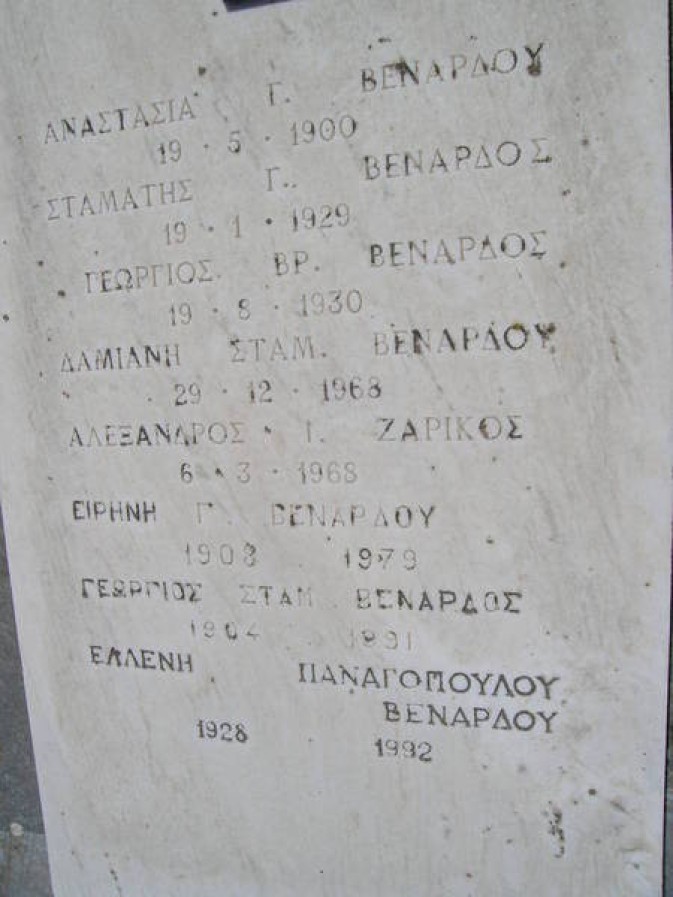 ΑΝΑΣΤΑΣΙΑ Γ. ΒΕΝΑΡΔΟΥ
19 · 5 · 1900
ΣΤΑΜΑΤΗΣ Γ. ΒΕΝΑΡΔΟΣ
19 · 1 · 1929
ΓΕΩΡΓΙΟΣ ΒΡ. ΒΕΝΑΡΔΟΣ
19 · 8 · 1930
ΔΑΜΙΑΝΗ ΣΤΑΜ. ΒΕΝΑΡΔΟΥ
29 · 12 · 1968
ΑΛΕΞΑΝΔΡΟΣ Ι. ΖΑΡΙΚΟΣ
6 · 3 · 1968
ΕΙΡΗΝΗ Γ. ΒΕΝΑΡΔΟΥ
1903 1979
ΓΕΩΡΓΙΟΣ ΣΤΑΜ ΒΕΝΑΡΔΟΣ
1904 1991
ΕΛΛΕΝΗ ΠΑΝΑΓΟΠΟΥΛΟΥ
ΒΕΝΑΡΔΟΥ
1928 1992